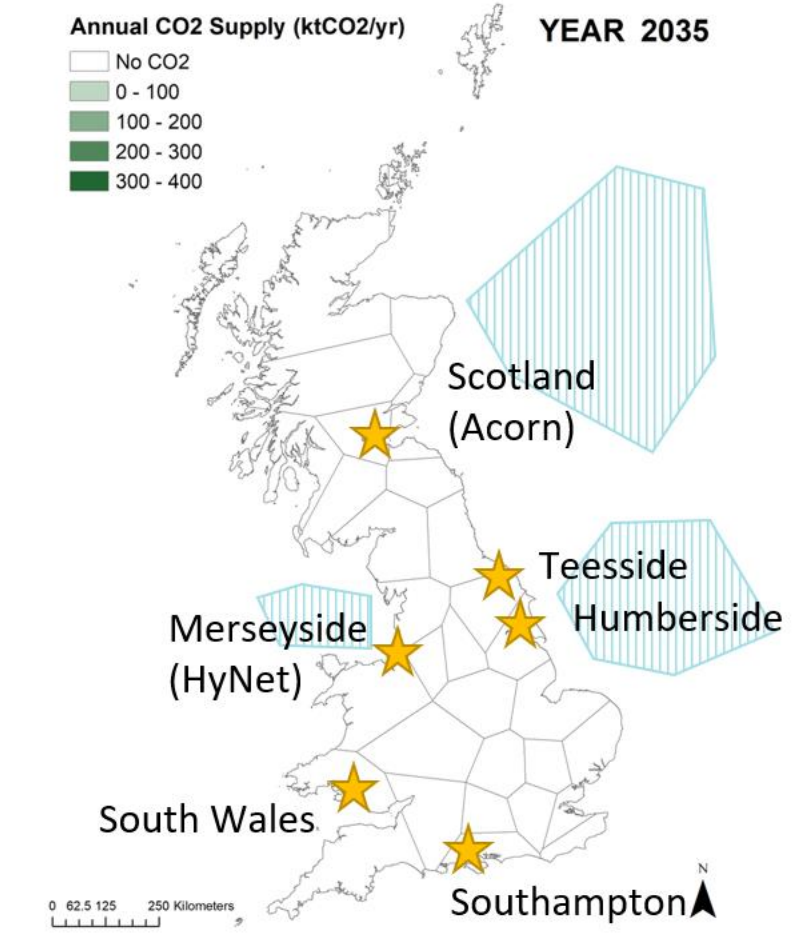 Annual CO2 Supply (ktCO2/yr)
YEAR 2035
No CO2
0 - 100
100 - 200
200 - 300
300 - 400
Scotland
(Acorn)
Teesside
Humberside
Merseyside
(HyNet)
South Wales
Southampton
N
0 62.5 125 250 Kilometers